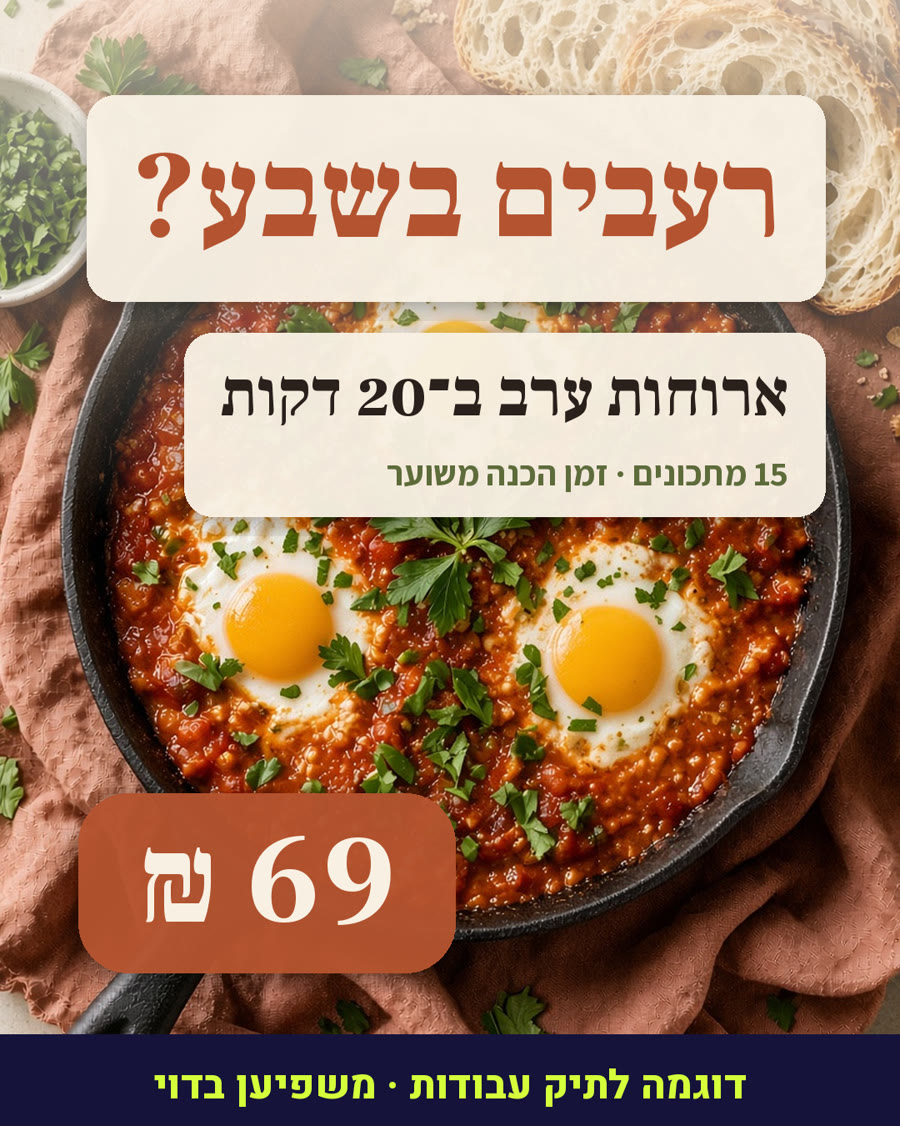 רעבים בשבע?
ארוחות ערב ב־20 דקות
15 מתכונים · זמן הכנה משוער
69 ₪
דוגמה לתיק עבודות · משפיען בדוי